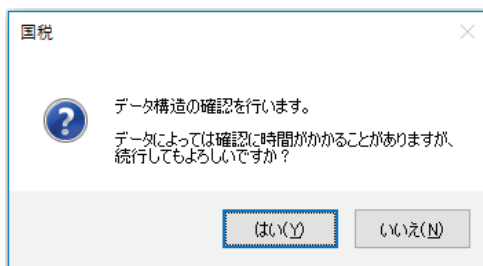 国税
データ構造の確認を行います。
データによっては確認に時間がかかることがありますが、
続行してもよろしいですか？
はい(Y)
いいえ(N)